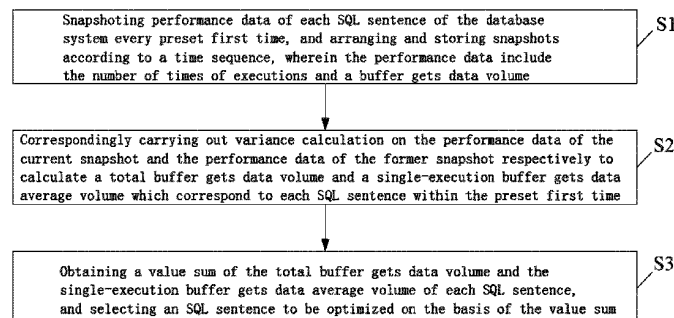 Snapshoting performance data of each SQL sentence of the database
system every preset first time, and arranging and storing snapshots
according to a time sequence, wherein the performance data include
the number of times of executions and a buffer gets data volume
S1
Correspondingly carrying out variance calculation on the performance data of the
current snapshot and the performance data of the former snapshot respectively to
calculate a total buffer gets data volume and a single-execution buffer gets data
average volume which correspond to each SQL sentence within the preset first time
S2
Obtaining a value sum of the total buffer gets data volume and the
single-execution buffer gets data average volume of each SQL sentence,
and selecting an SQL sentence to be optimized on the basis of the value sum
S3